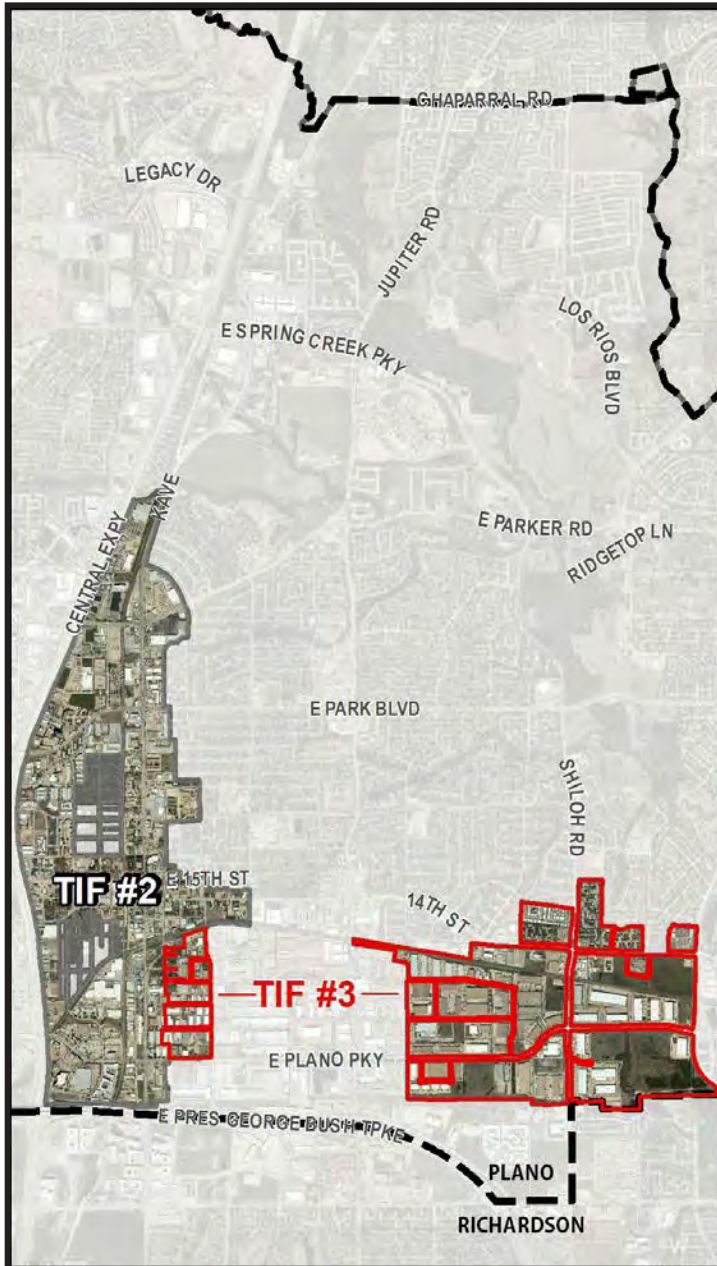 CHAPARRAL RD
LEGACY DR
JUPITER RD
LOS RIOS BLVD
E SPRING CREEK PKY
K AVE
CENTRAL EXPY
E PARKER RD
RIDGETOP LN
E PARK BLVD
SHILOH RD
TIF #2
E 15TH ST
14TH ST
TIF #3
E PLANO PKY
E PRES GEORGE BUSH TPKE
PLANO
RICHARDSON